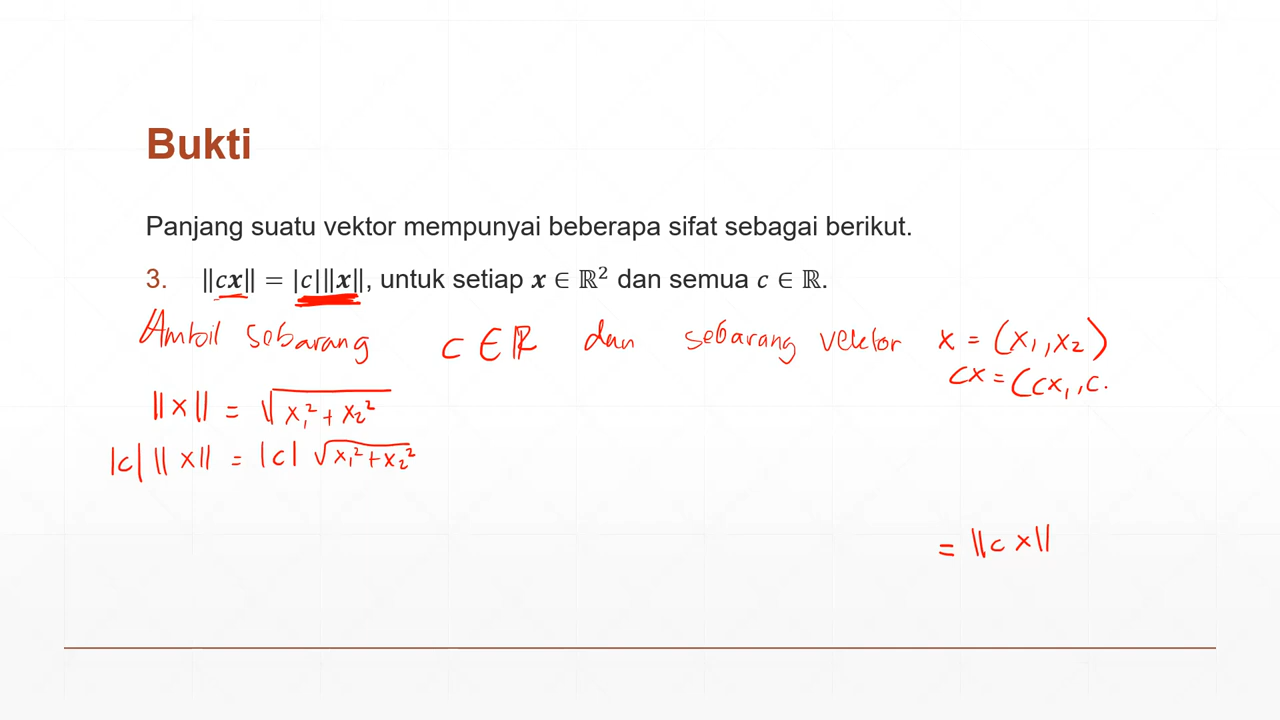 Bukti
Panjang suatu vektor mempunyai beberapa sifat sebagai berikut.
3. ‖c𝒙‖ = |c|‖𝒙‖, untuk setiap 𝒙 ∈ ℝ² dan semua c ∈ ℝ.
Ambil sebarang c ∈ ℝ dan sebarang vektor x = (x₁, x₂)
cx = (cx₁, c.
‖x‖ = √(x₁² + x₂²)
|c| ‖x‖ = |c| √(x₁² + x₂²)
= ‖c x‖